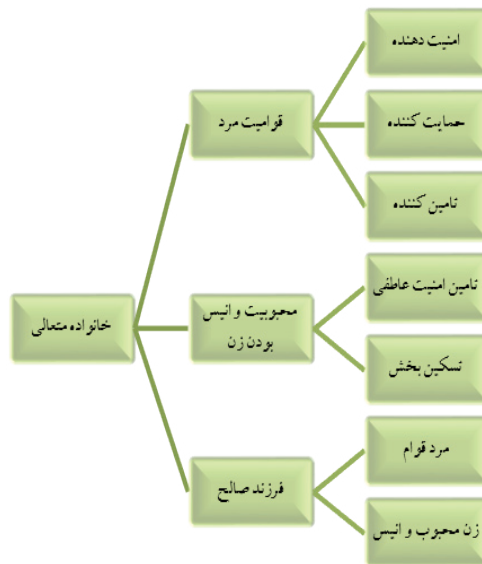 امنیت دهنده
قوامیت مرد
حمایت کننده
تامین کننده
تامین امنیت عاطفی
خانواده متعالی
محبوبیت و انیس
بودن زن
تسکین بخش
مرد قوام
فرزند صالح
زن محبوب و انیس